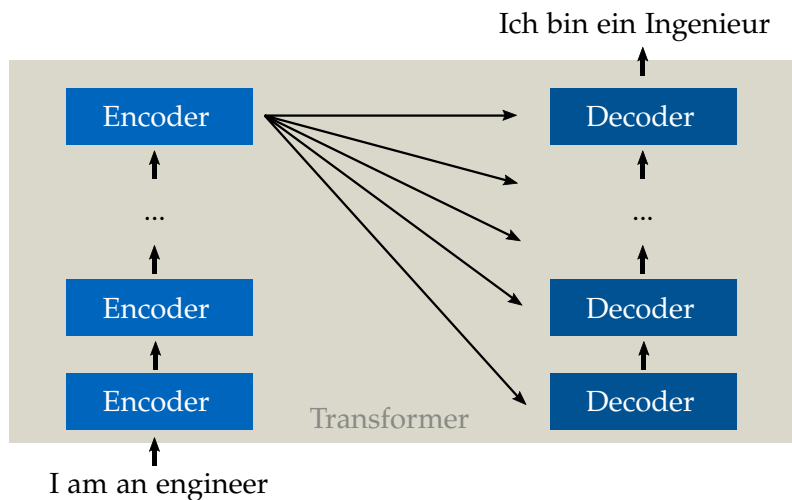 Ich bin ein Ingenieur
Encoder
Decoder
...
...
Encoder
Decoder
Encoder
Decoder
Transformer
I am an engineer